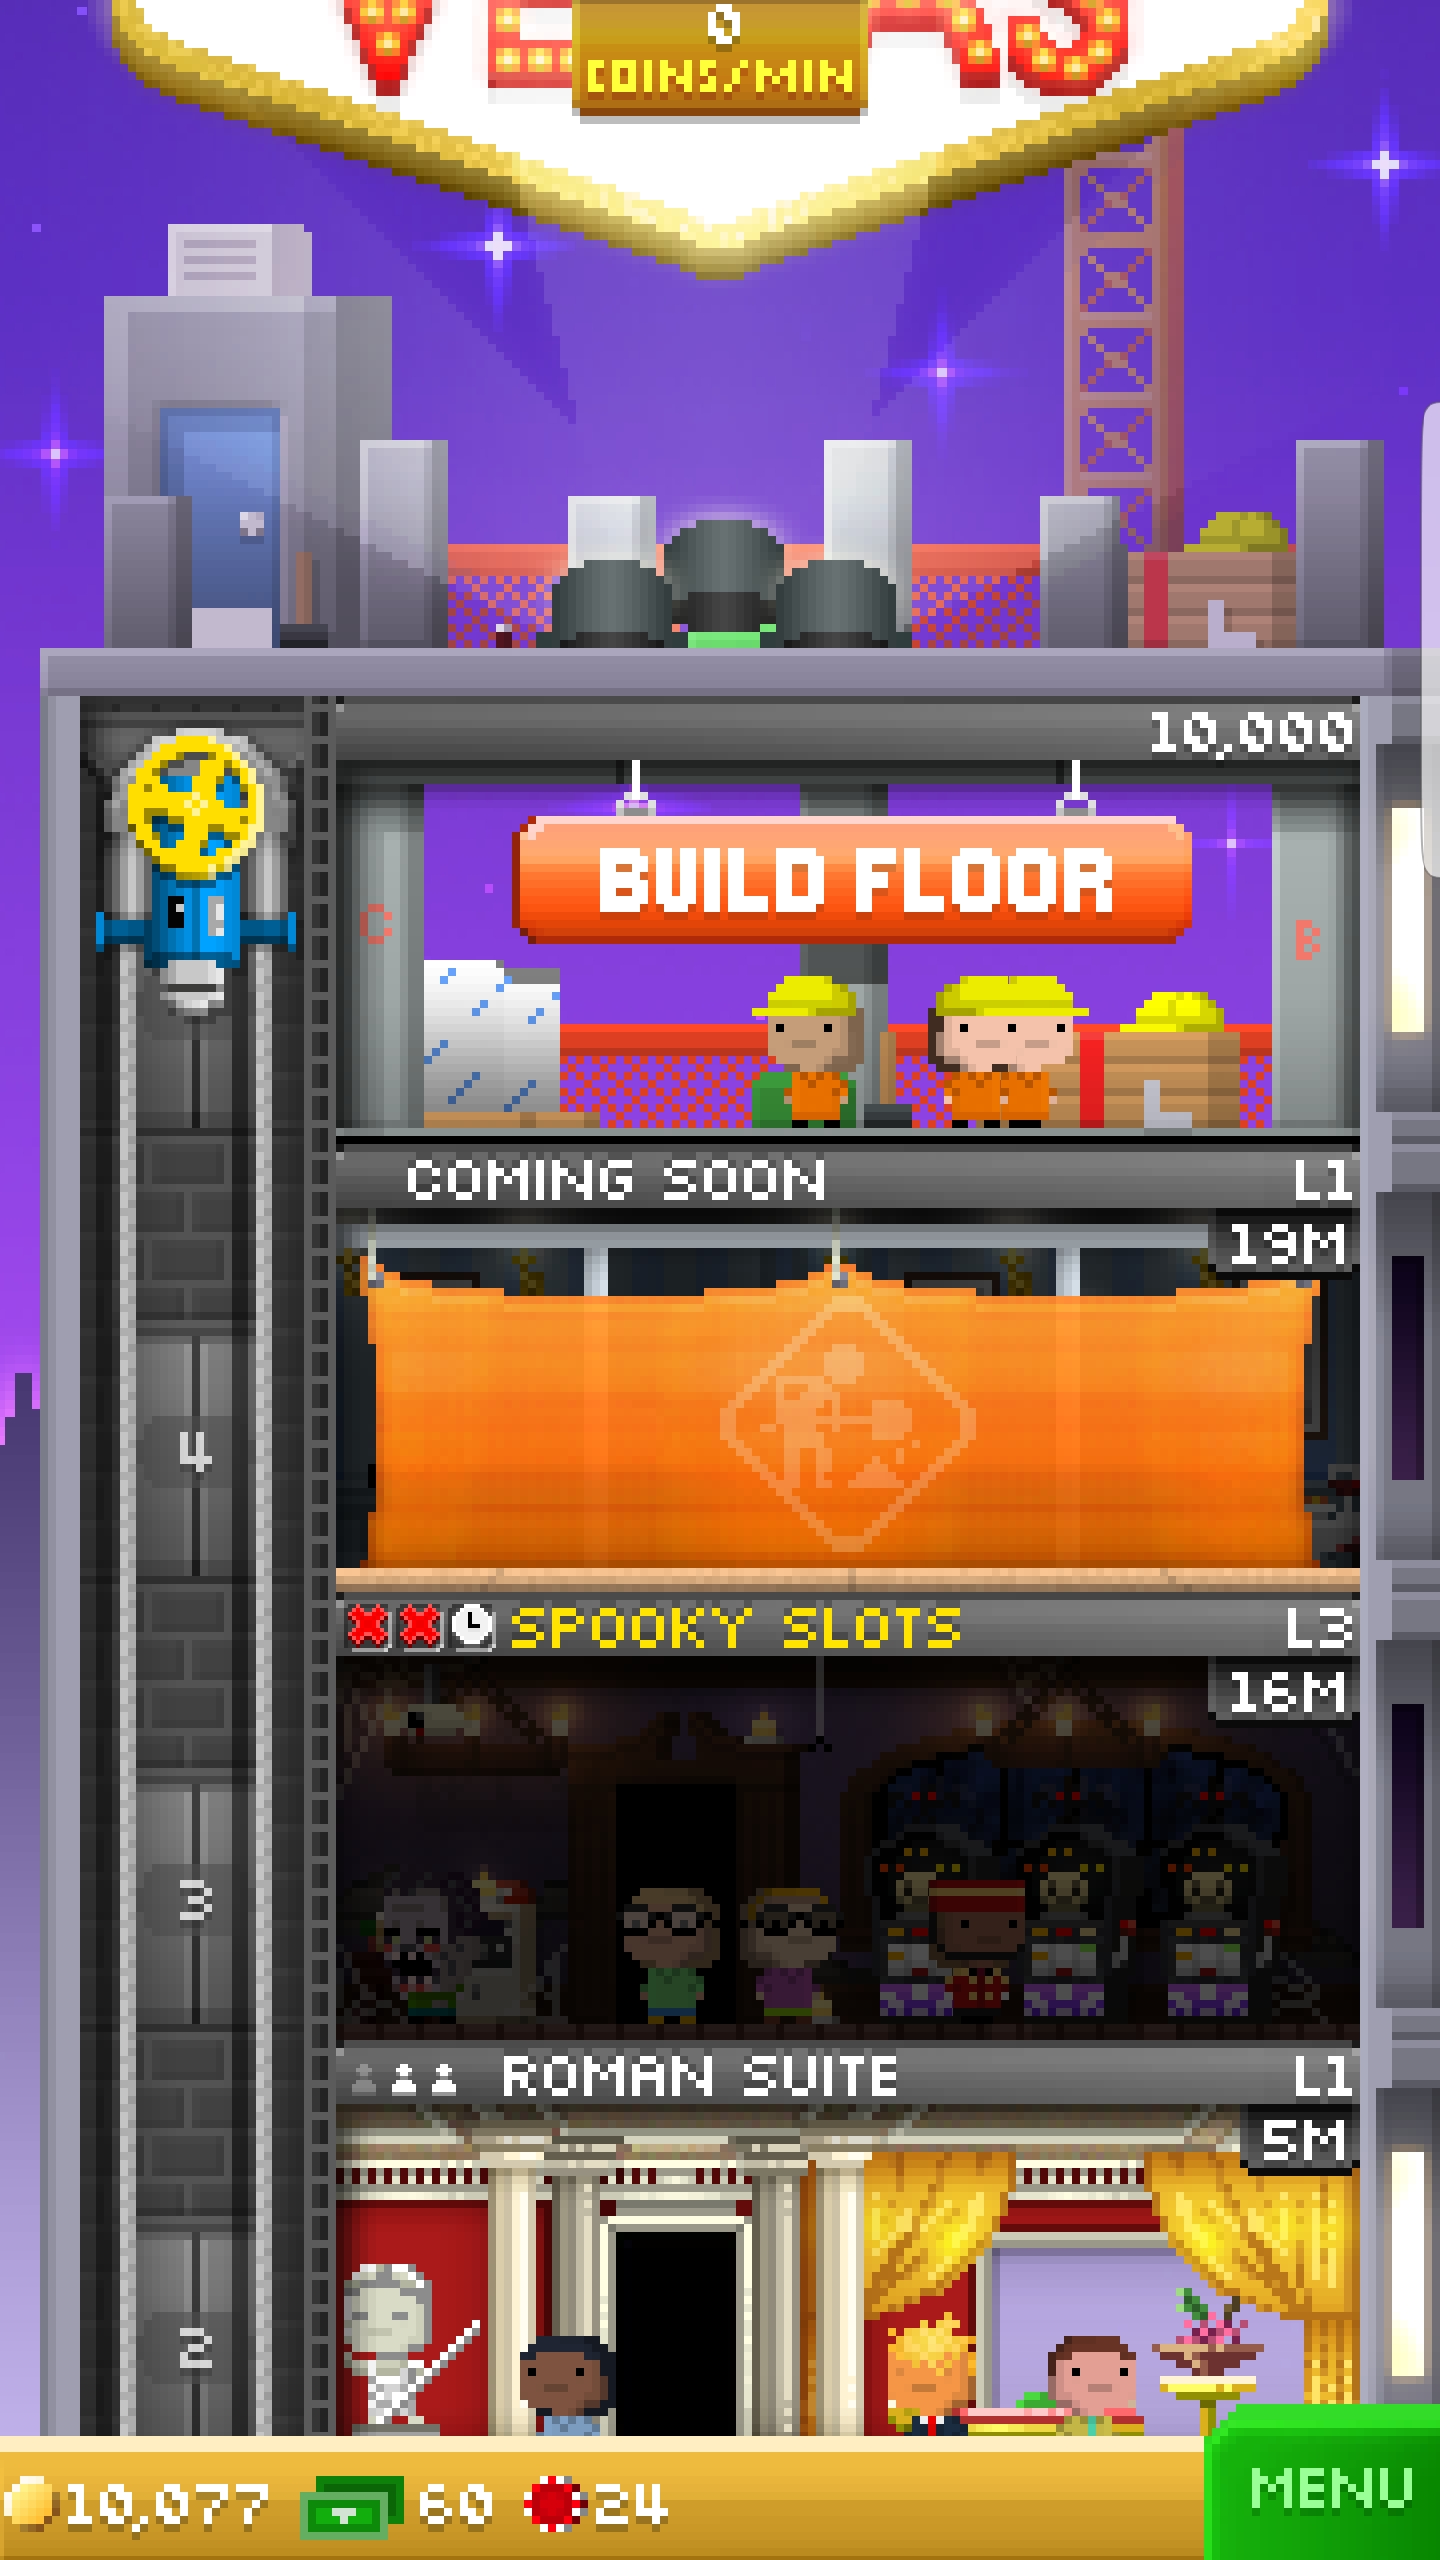 VEGAS
0
COINS/MIN
10,000
BUILD FLOOR
C
B
COMING SOON L1
19M
4
SPOOKY SLOTS L3
16M
3
ROMAN SUITE L1
5M
2
10,077 60 24
MENU